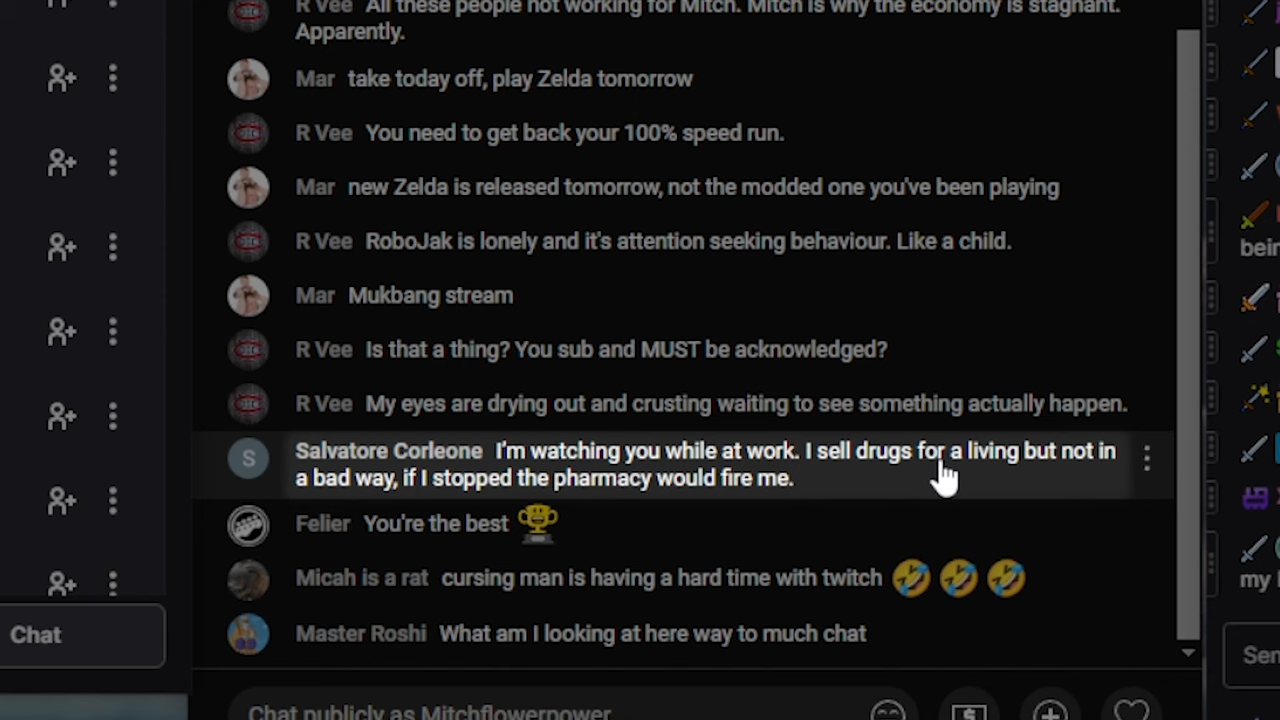 R Vee All these people not working for Mitch. Mitch is why the economy is stagnant.
Apparently.
Mar take today off, play Zelda tomorrow
R Vee You need to get back your 100% speed run.
Mar new Zelda is released tomorrow, not the modded one you've been playing
R Vee RoboJak is lonely and it's attention seeking behaviour. Like a child.
Mar Mukbang stream
R Vee Is that a thing? You sub and MUST be acknowledged?
R Vee My eyes are drying out and crusting waiting to see something actually happen.
S Salvatore Corleone I'm watching you while at work. I sell drugs for a living but not in
a bad way, if I stopped the pharmacy would fire me.
Felier You're the best 🏆
Micah is a rat cursing man is having a hard time with twitch 🤣 🤣 🤣
Master Roshi What am I looking at here way to much chat
Chat publicly as Mitchflowerpower
Chat
my